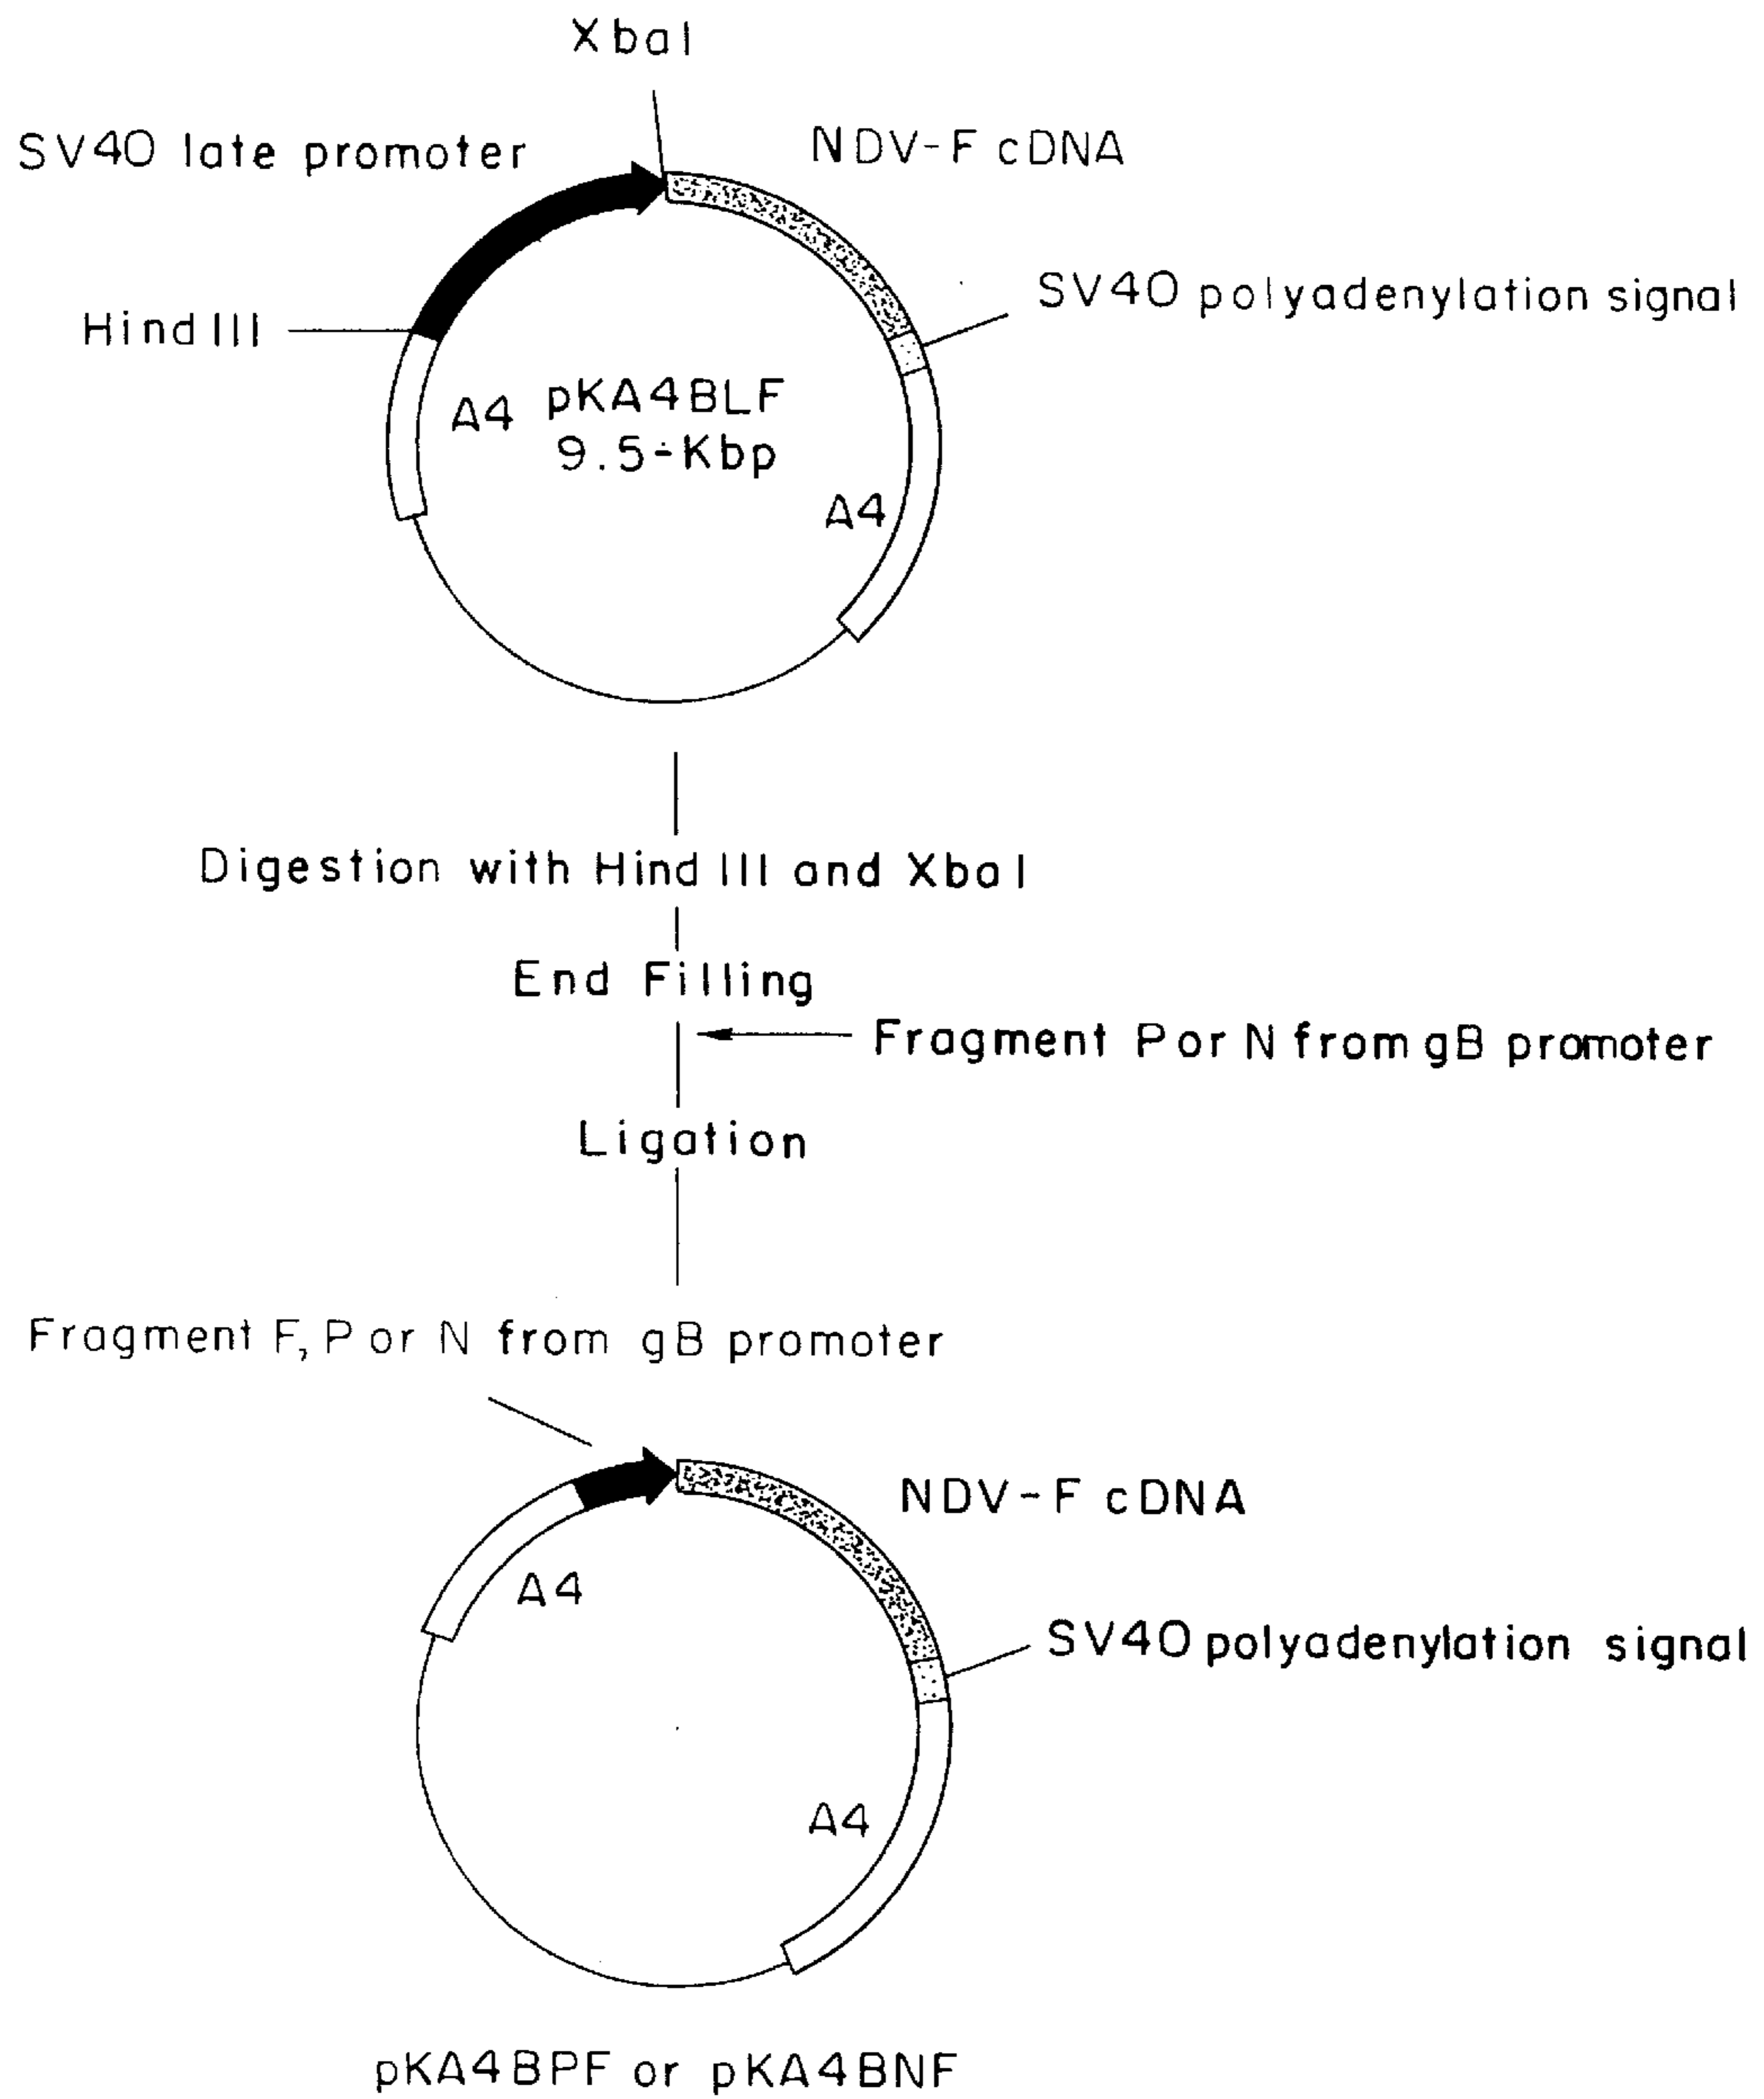 XbaI
SV40 late promoter
NDV-F cDNA
SV40 polyadenylation signal
Hind III
A4
pKA4BLF
9.5-Kbp
A4
Digestion with Hind III and XbaI
End Filling
Fragment P or N from gB promoter
Ligation
Fragment F, P or N from gB promoter
NDV-F cDNA
A4
SV40 polyadenylation signal
A4
pKA4BPF or pKA4BNF